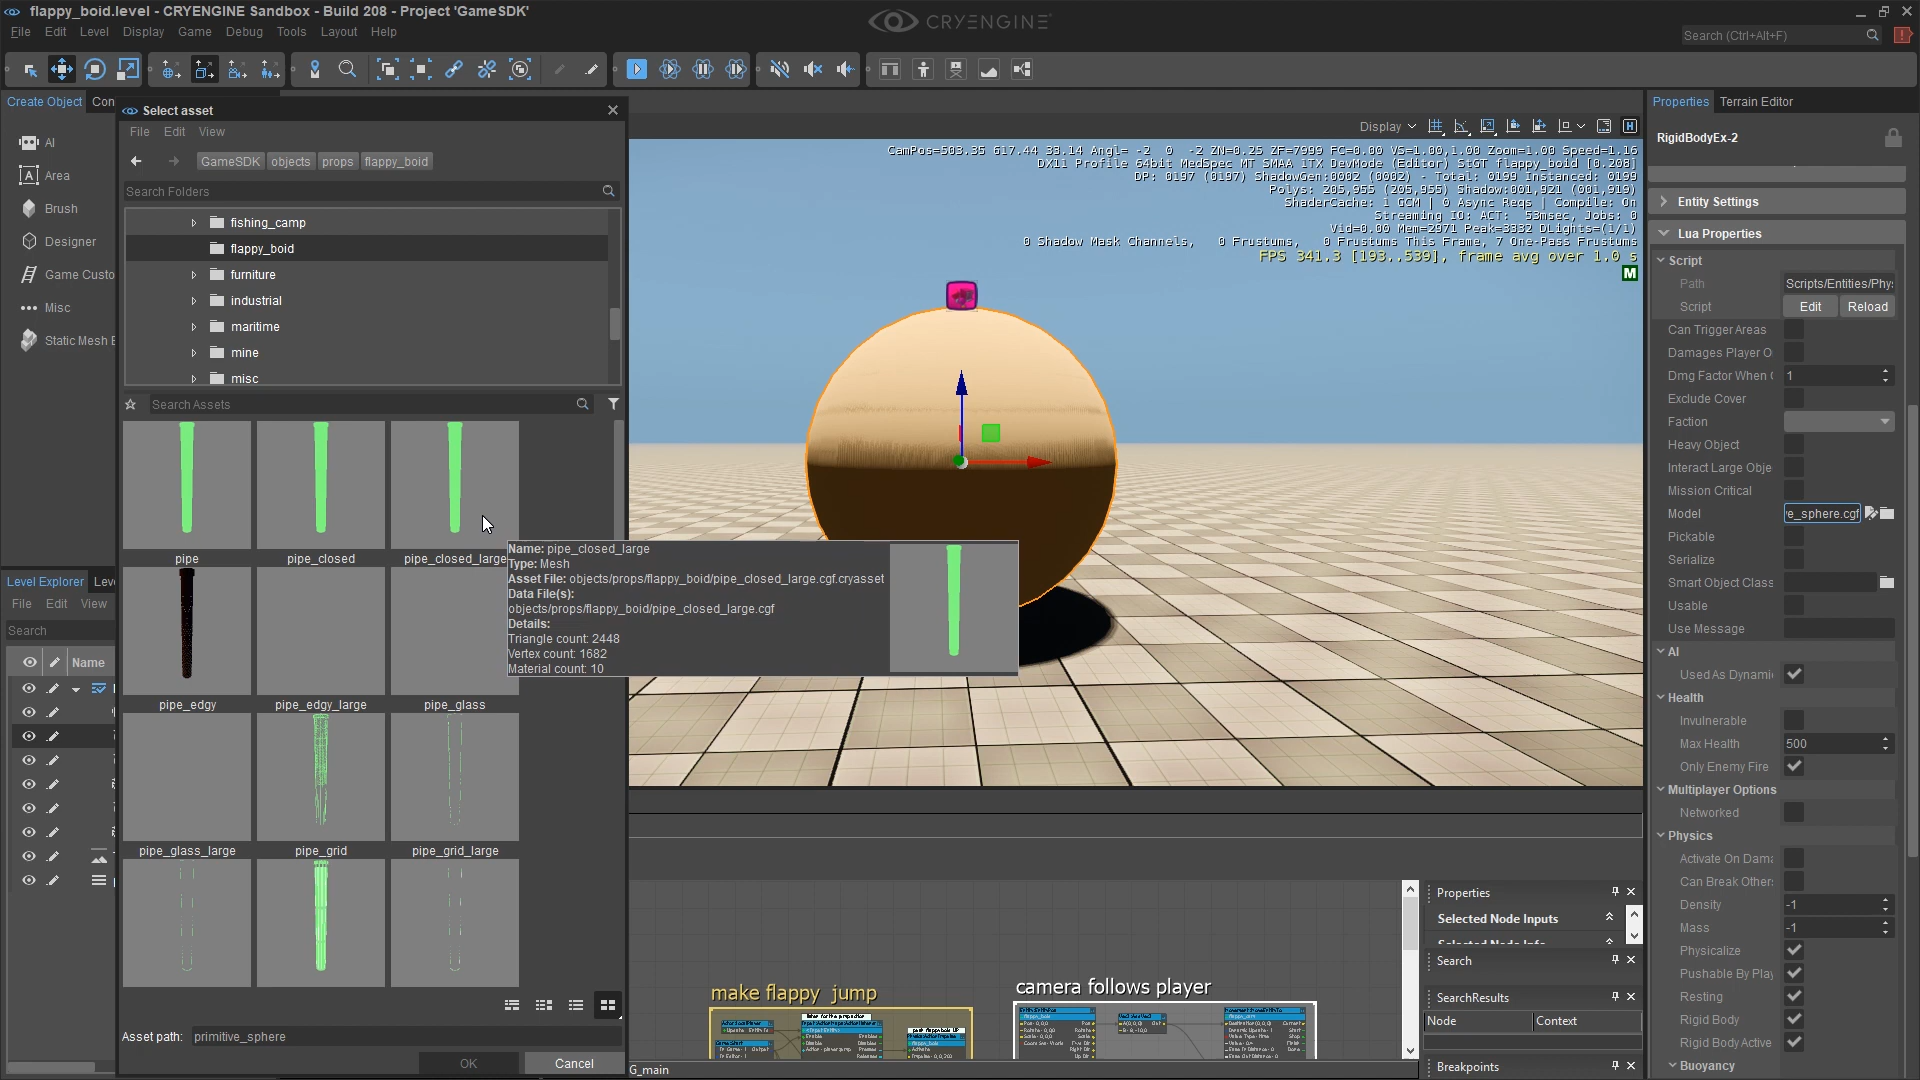 flappy_boid.level - CRYENGINE Sandbox - Build 208 - Project 'GameSDK'
CRYENGINE
File Edit Level Display Game Debug Tools Layout Help
Search (Ctrl+Alt+F)
Create Object
Con
AI
Area
Brush
Designer
Game Custo
Misc
Static Mesh E
Select asset
File Edit View
GameSDK objects props flappy_boid
Search Folders
fishing_camp
flappy_boid
furniture
industrial
maritime
mine
misc
Search Assets
pipe pipe_closed pipe_closed_large
pipe_edgy pipe_edgy_large pipe_glass
pipe_glass_large pipe_grid pipe_grid_large
Asset path: primitive_sphere
OK Cancel
Name: pipe_closed_large
Type: Mesh
Asset File: objects/props/flappy_boid/pipe_closed_large.cgf.cryasset
Data File(s):
objects/props/flappy_boid/pipe_closed_large.cgf
Details:
Triangle count: 2448
Vertex count: 1682
Material count: 10
Level Explorer Leve
File Edit View
Search
Name
Display
H
CamPos=503.35 617.44 33.14 Angl= -2 0 -2 ZN=0.25 ZF=7999 FC=0.00 VS=1.00,1.00 Zoom=1.00 Speed=1.16
DX11 Profile 64bit MedSpec MT SMAA 1TX DevMode (Editor) StGT flappy_boid [0.208]
DP: 0197 (0197) ShadowGen:0002 (0002) - Total: 0199 Instanced: 0199
Polys: 205,955 (205,955) Shadow:001,921 (001,919)
ShaderCache: 1 GCM | 0 Async Reqs | Compile: On
Streaming IO: ACT: 53msec, Jobs: 0
Vid=0.00 Mem=2971 Peak=3332 DLights=(1/1)
0 Shadow Mask Channels, 0 Frustums, 0 Frustums This Frame, 7 One-Pass Frustums
FPS 341.3 [193..539], frame avg over 1.0 s
M
make flappy jump
camera follows player
G_main
Properties
Selected Node Inputs
Search
SearchResults
Node Context
Breakpoints
Properties Terrain Editor
RigidBodyEx-2
Entity Settings
Lua Properties
Script
Path Scripts/Entities/Phys
Script Edit Reload
Can Trigger Areas
Damages Player O
Dmg Factor When C 1
Exclude Cover
Faction
Heavy Object
Interact Large Obje
Mission Critical
Model e_sphere.cgf
Pickable
Serialize
Smart Object Class
Usable
Use Message
AI
Used As Dynami
Health
Invulnerable
Max Health 500
Only Enemy Fire
Multiplayer Options
Networked
Physics
Activate On Dama
Can Break Others
Density -1
Mass -1
Physicalize
Pushable By Play
Resting
Rigid Body
Rigid Body Active
Buoyancy